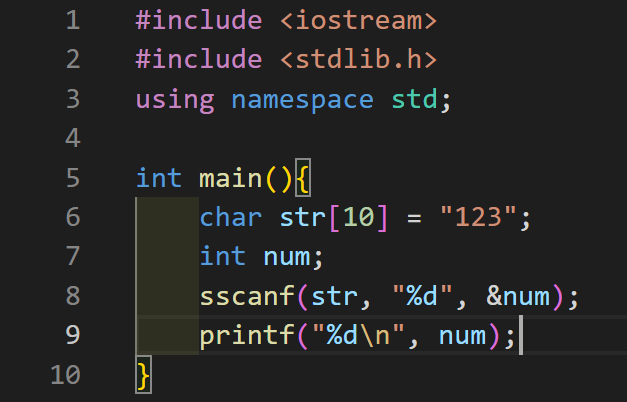 1 #include <iostream>
2 #include <stdlib.h>
3 using namespace std;
4
5 int main(){
6     char str[10] = "123";
7     int num;
8     sscanf(str, "%d", &num);
9     printf("%d\n", num);
10 }